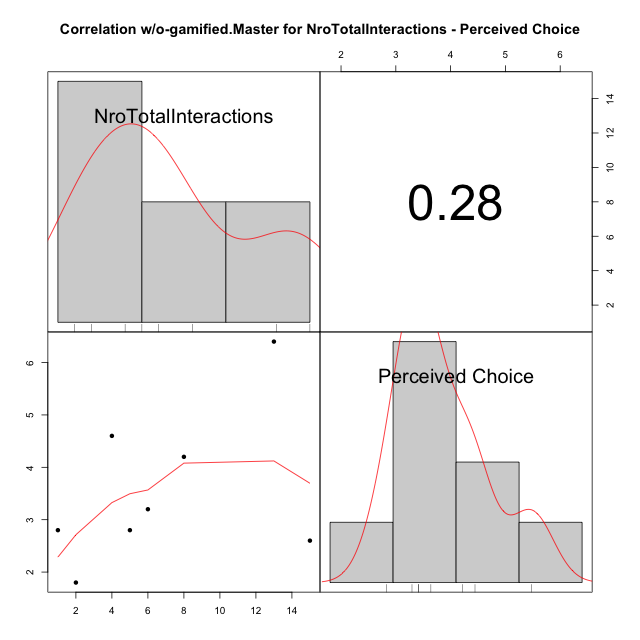 Correlation w/o-gamified.Master for NroTotalInteractions - Perceived Choice
2 3 4 5 6
NroTotalInteractions
0.28
14
12
10
8
6
4
2
Perceived Choice
6
5
4
3
2
2 4 6 8 10 12 14